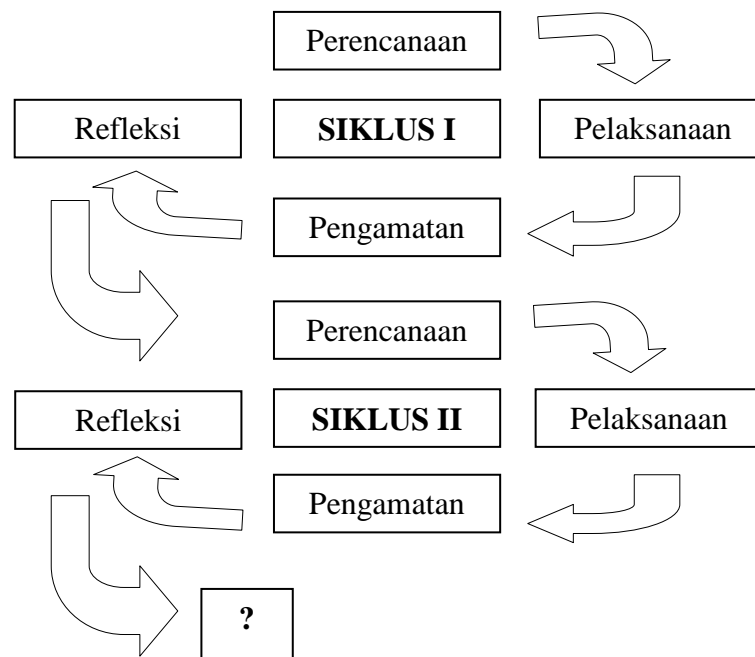 Perencanaan
Refleksi
SIKLUS I
Pelaksanaan
Pengamatan
Perencanaan
Refleksi
SIKLUS II
Pelaksanaan
Pengamatan
?